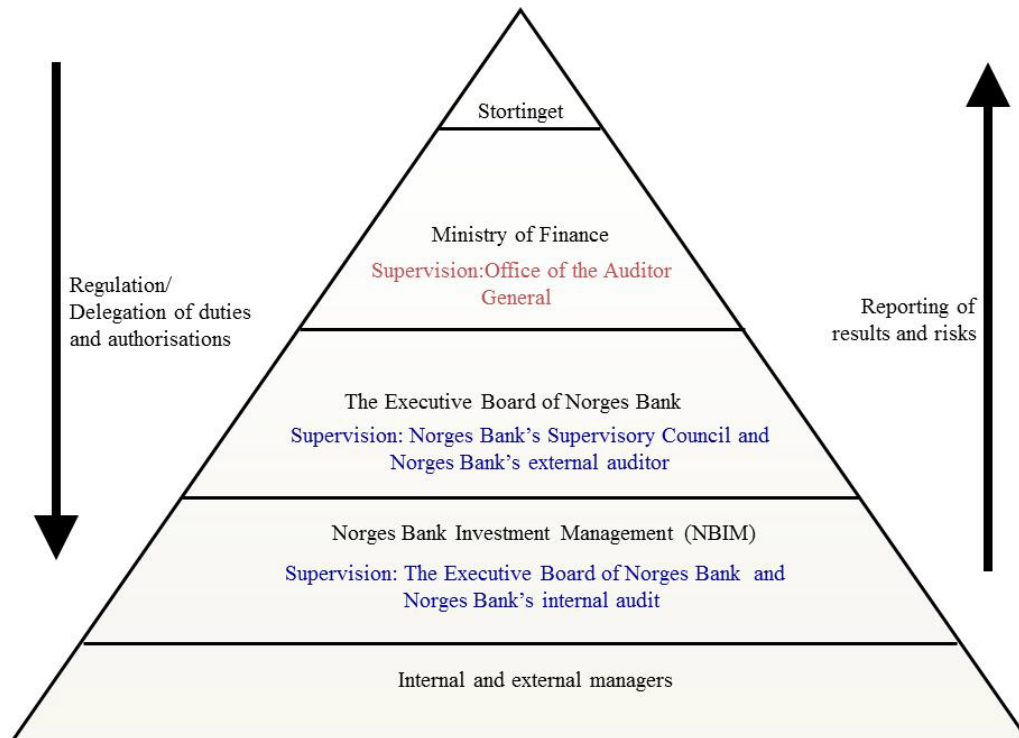 Stortinget
Ministry of Finance
Supervision:Office of the Auditor
General
Regulation/
Delegation of duties
and authorisations
Reporting of
results and risks
The Executive Board of Norges Bank
Supervision: Norges Bank’s Supervisory Council and
Norges Bank’s external auditor
Norges Bank Investment Management (NBIM)
Supervision: The Executive Board of Norges Bank and
Norges Bank’s internal audit
Internal and external managers